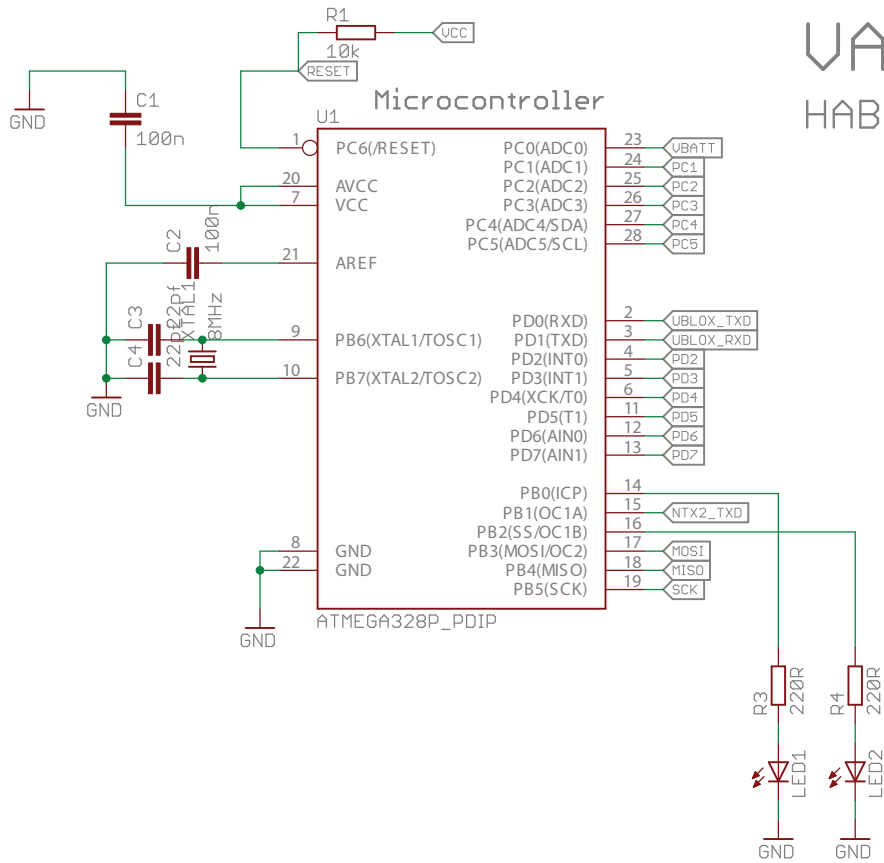 R1
10k
VCC
RESET
VA
HAB
GND
C1
100n
Microcontroller
U1
1
PC6(/RESET)
20
AVCC
7
VCC
C2
100n
21
AREF
C3
22Pf
XTAL1
8MHz
9
PB6(XTAL1/TOSC1)
C4
22Pf
10
PB7(XTAL2/TOSC2)
GND
8
GND
22
GND
GND
PC0(ADC0)
23
VBATT
PC1(ADC1)
24
PC1
PC2(ADC2)
25
PC2
PC3(ADC3)
26
PC3
PC4(ADC4/SDA)
27
PC4
PC5(ADC5/SCL)
28
PC5
PD0(RXD)
2
UBLOX_TXD
PD1(TXD)
3
UBLOX_RXD
PD2(INT0)
4
PD2
PD3(INT1)
5
PD3
PD4(XCK/T0)
6
PD4
PD5(T1)
11
PD5
PD6(AIN0)
12
PD6
PD7(AIN1)
13
PD7
PB0(ICP)
14
PB1(OC1A)
15
NTX2_TXD
PB2(SS/OC1B)
16
PB3(MOSI/OC2)
17
MOSI
PB4(MISO)
18
MISO
PB5(SCK)
19
SCK
ATMEGA328P_PDIP
R3
220R
R4
220R
LED1
LED2
GND
GND